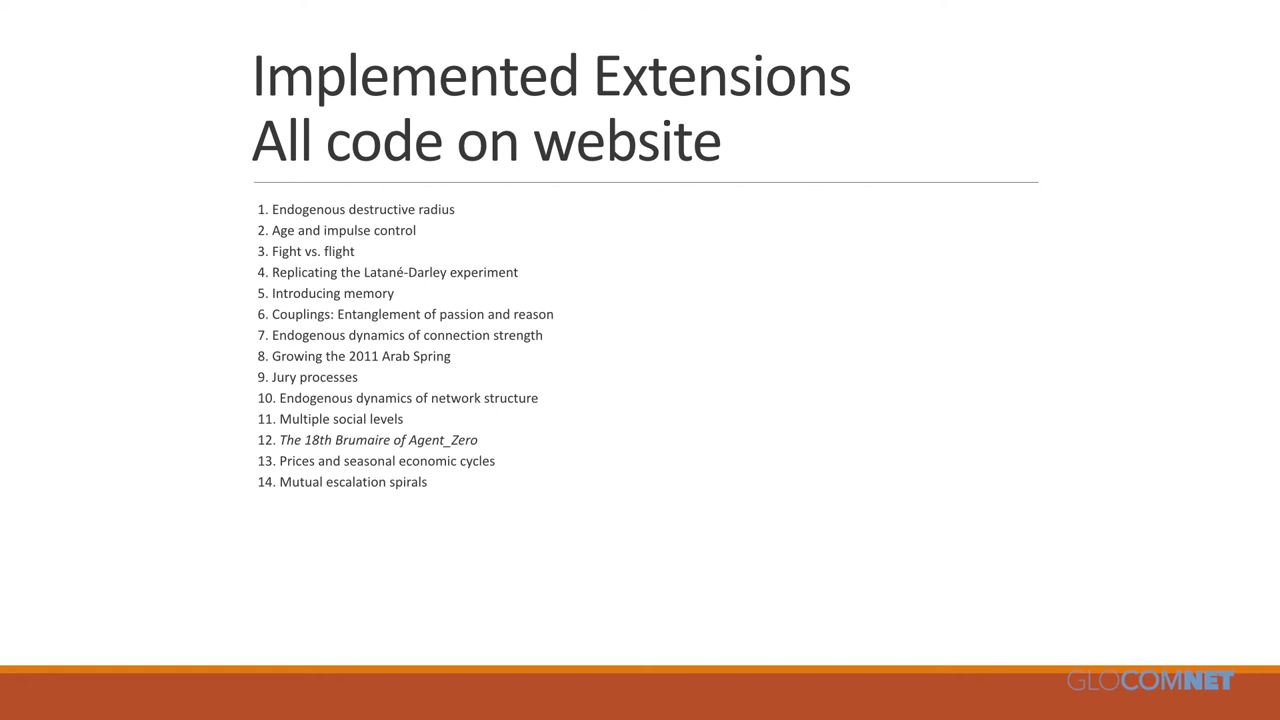 Implemented Extensions
All code on website
1. Endogenous destructive radius
2. Age and impulse control
3. Fight vs. flight
4. Replicating the Latané-Darley experiment
5. Introducing memory
6. Couplings: Entanglement of passion and reason
7. Endogenous dynamics of connection strength
8. Growing the 2011 Arab Spring
9. Jury processes
10. Endogenous dynamics of network structure
11. Multiple social levels
12. The 18th Brumaire of Agent_Zero
13. Prices and seasonal economic cycles
14. Mutual escalation spirals
GLOCOMNET